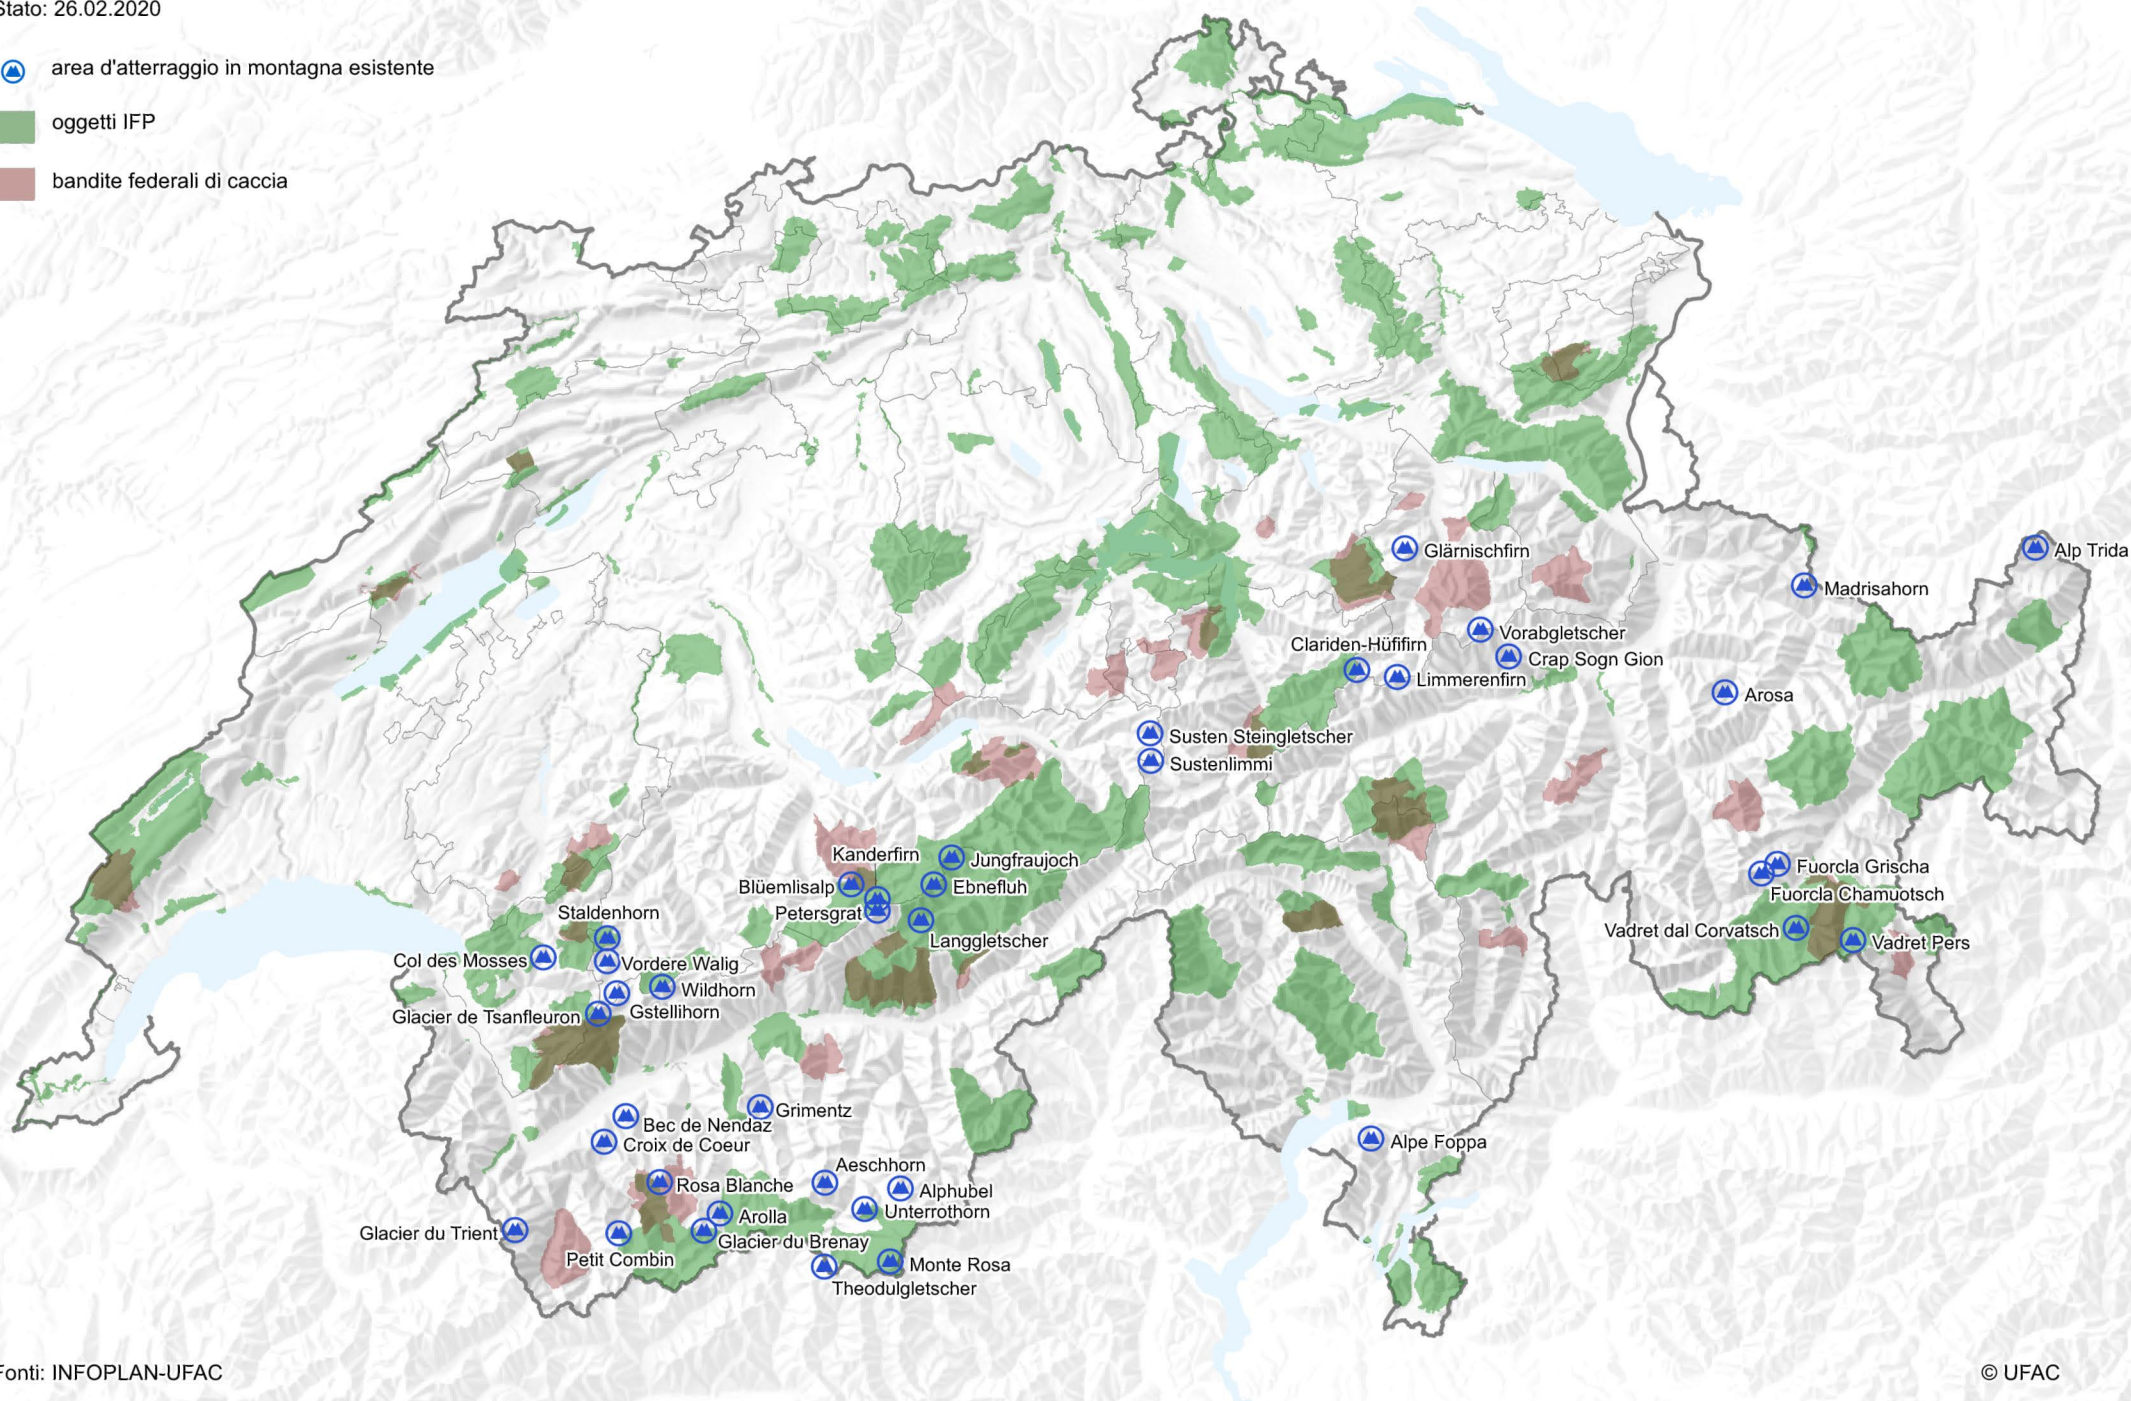 Stato: 26.02.2020
area d'atterraggio in montagna esistente
oggetti IFP
bandite federali di caccia
Glärnischfirn
Alp Trida
Madrisahorn
Vorabgletscher
Clariden-Hüfifirn
Crap Sogn Gion
Limmerenfirn
Arosa
Susten Steingletscher
Sustenlimmi
Kanderfirn
Jungfraujoch
Fuorcla Grischa
Blüemlisalp
Ebnefluh
Fuorcla Chamuotsch
Staldenhorn
Petersgrat
Vadret dal Corvatsch
Langgletscher
Vadret Pers
Col des Mosses
Vordere Walig
Wildhorn
Glacier de Tsanfleuron
Gstellihorn
Grimentz
Bec de Nendaz
Croix de Coeur
Alpe Foppa
Aeschhorn
Rosa Blanche
Alphubel
Unterrothorn
Arolla
Glacier du Trient
Glacier du Brenay
Petit Combin
Monte Rosa
Theodulgletscher
Fonti: INFOPLAN-UFAC
© UFAC